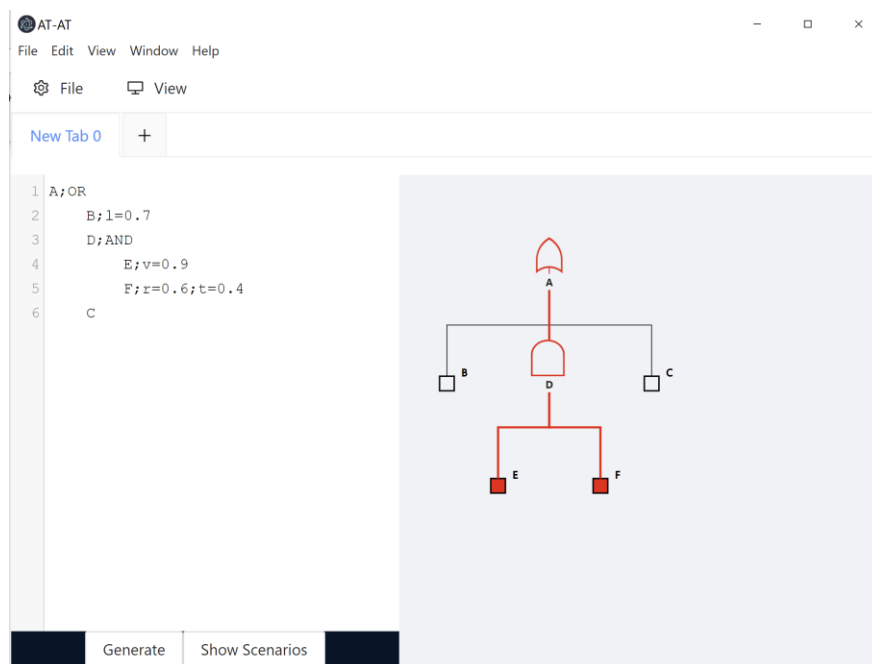 AT-AT
File Edit View Window Help
File View
New Tab 0 +
1 A;OR
2 B;l=0.7
3 D;AND
4 E;v=0.9
5 F;r=0.6;t=0.4
6 C
A
B C
D
E F
Generate Show Scenarios